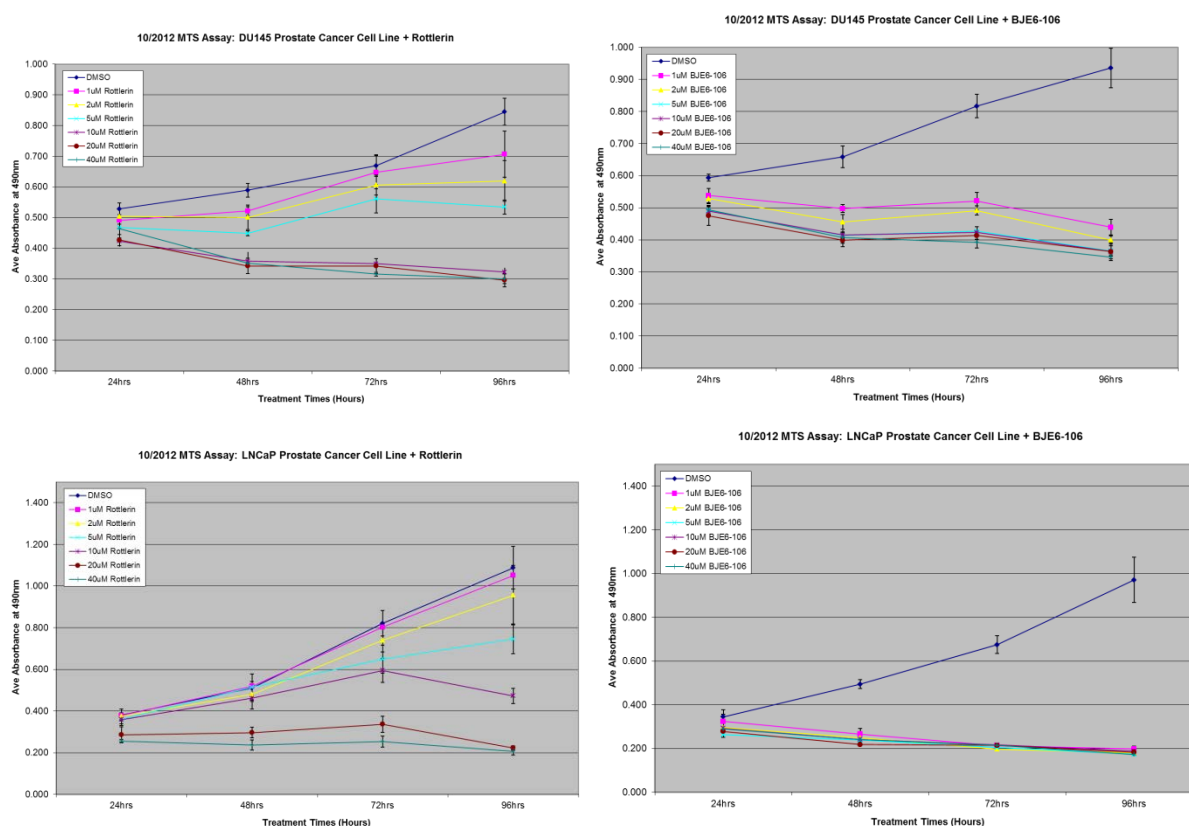 10/2012 MTS Assay: DU145 Prostate Cancer Cell Line + Rottlerin
Ave Absorbance at 490nm
1.000
0.900
0.800
0.700
0.600
0.500
0.400
0.300
0.200
0.100
0.000
DMSO
1uM Rottlerin
2uM Rottlerin
5uM Rottlerin
10uM Rottlerin
20uM Rottlerin
40uM Rottlerin
24hrs 48hrs 72hrs 96hrs
Treatment Times (Hours)
10/2012 MTS Assay: DU145 Prostate Cancer Cell Line + BJE6-106
Ave Absorbance at 490nm
1.000
0.900
0.800
0.700
0.600
0.500
0.400
0.300
0.200
0.100
0.000
DMSO
1uM BJE6-106
2uM BJE6-106
5uM BJE6-106
10uM BJE6-106
20uM BJE6-106
40uM BJE6-106
24hrs 48hrs 72hrs 96hrs
Treatment Times (Hours)
10/2012 MTS Assay: LNCaP Prostate Cancer Cell Line + Rottlerin
Ave Absorbance at 490nm
1.400
1.200
1.000
0.800
0.600
0.400
0.200
0.000
DMSO
1uM Rottlerin
2uM Rottlerin
5uM Rottlerin
10uM Rottlerin
20uM Rottlerin
40uM Rottlerin
24hrs 48hrs 72hrs 96hrs
Treatment Times (Hours)
10/2012 MTS Assay: LNCaP Prostate Cancer Cell Line + BJE6-106
Ave Absorbance at 490nm
1.400
1.200
1.000
0.800
0.600
0.400
0.200
0.000
DMSO
1uM BJE6-106
2uM BJE6-106
5uM BJE6-106
10uM BJE6-106
20uM BJE6-106
40uM BJE6-106
24hrs 48hrs 72hrs 96hrs
Treatment Times (Hours)